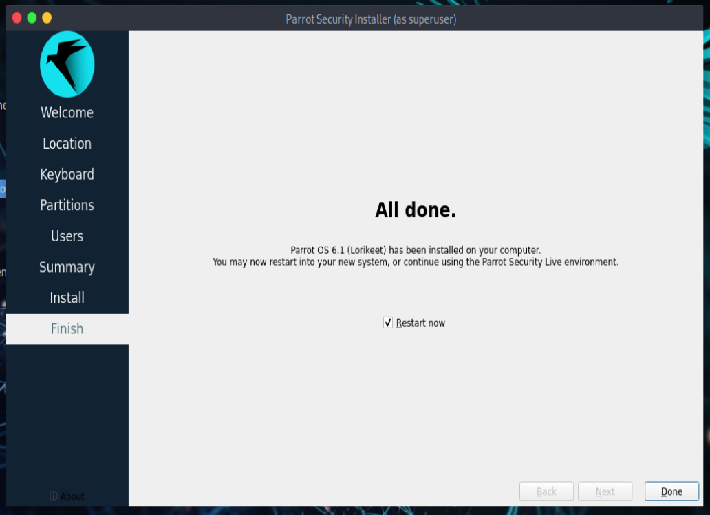 Parrot Security Installer (as superuser)
Welcome
Location
Keyboard
Partitions
Users
Summary
Install
Finish
About
All done.
Parrot OS 6.1 (Lorikeet) has been installed on your computer.
You may now restart into your new system, or continue using the Parrot Security Live environment.
Restart now
Back
Next
Done